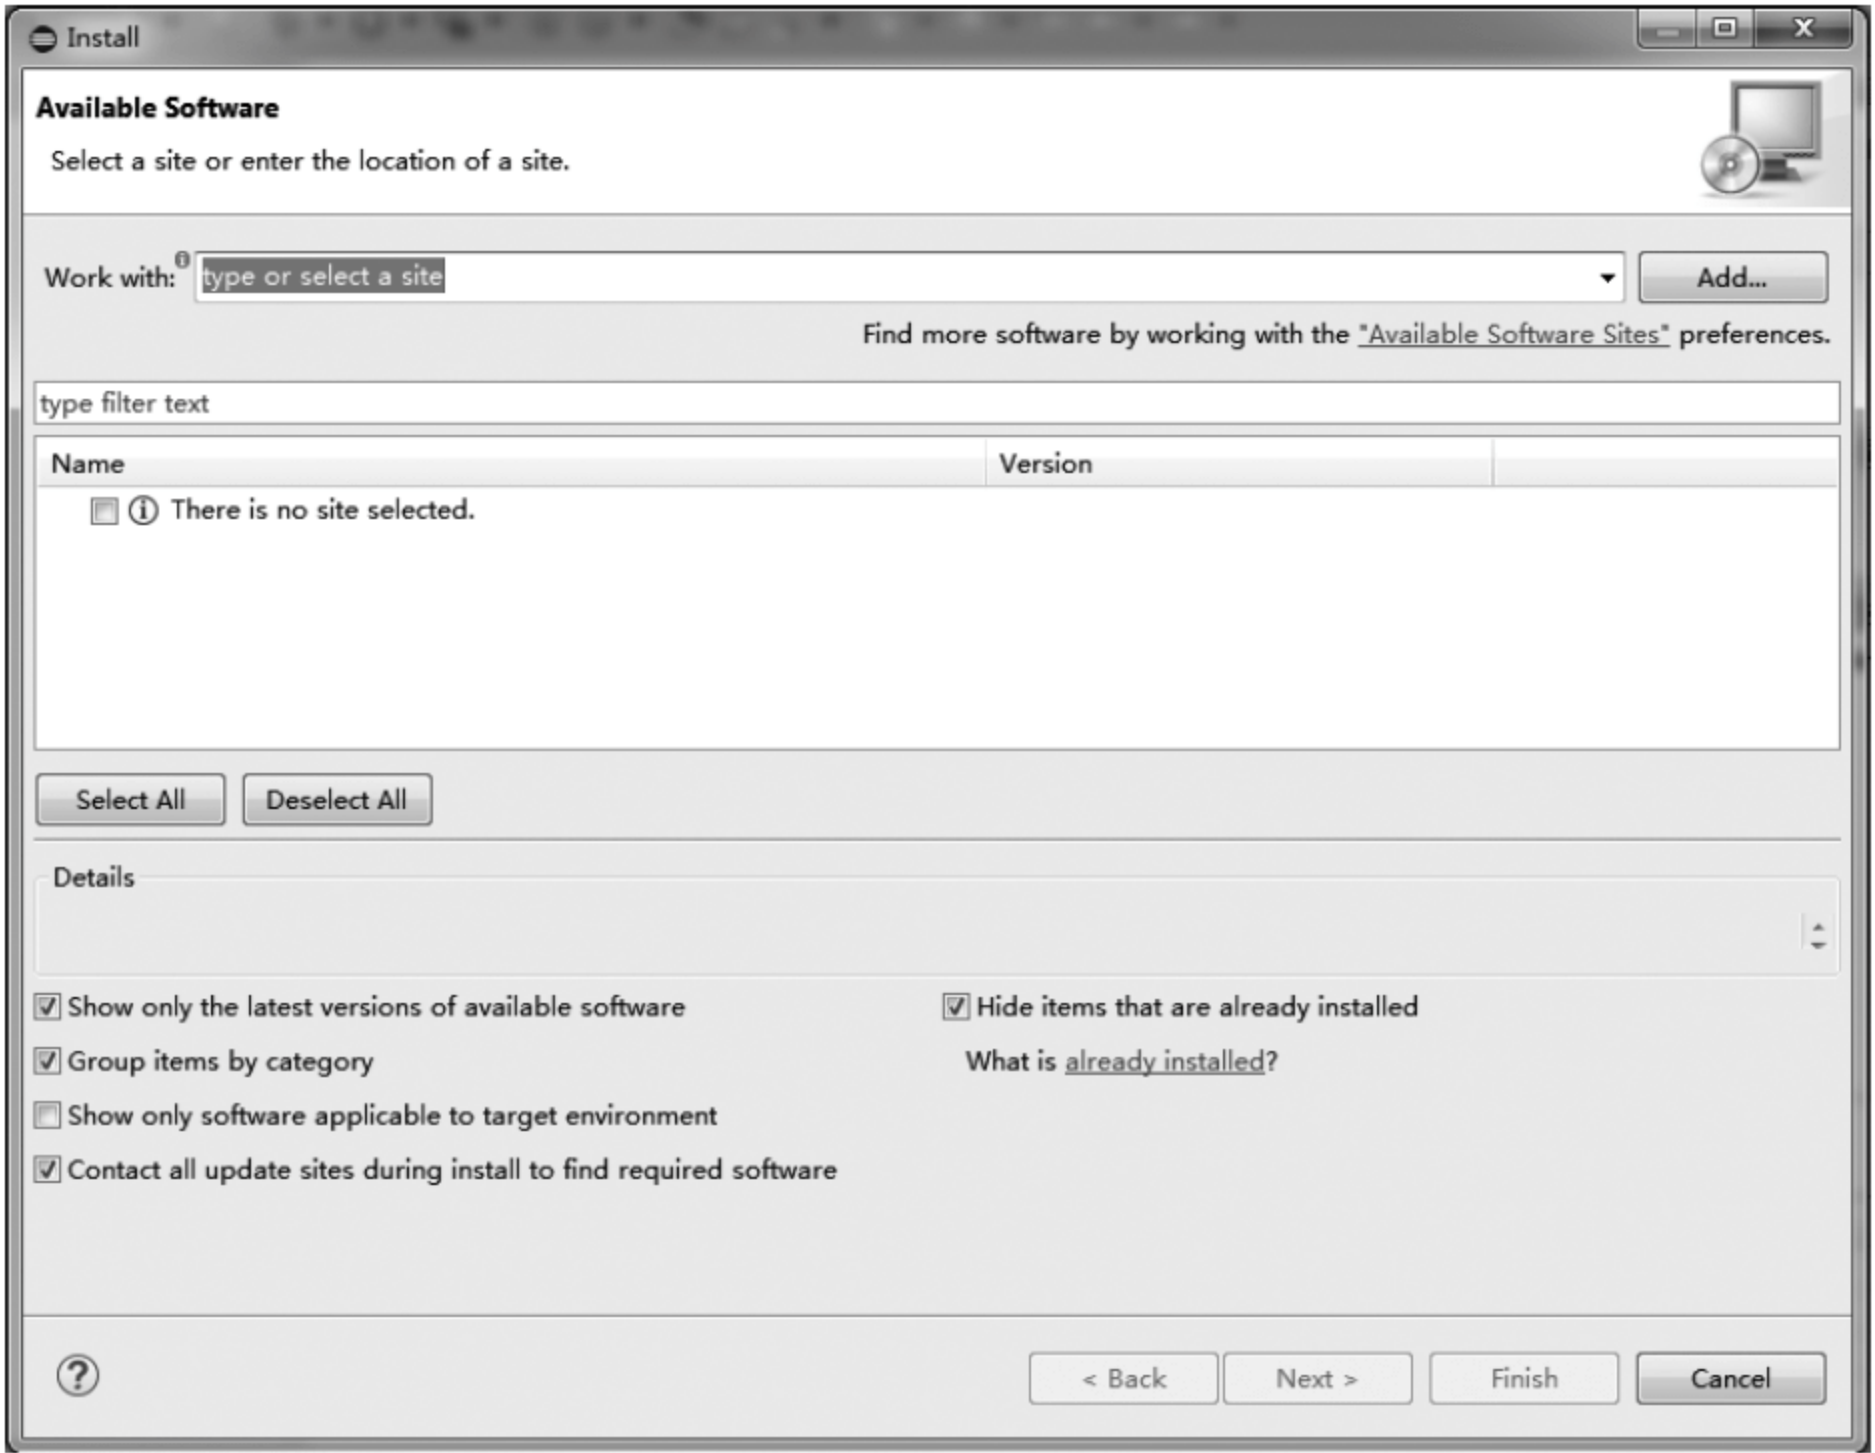 Install
Available Software
Select a site or enter the location of a site.
Work with: type or select a site Add...
Find more software by working with the "Available Software Sites" preferences.
type filter text
Name Version
There is no site selected.
Select All Deselect All
Details
Show only the latest versions of available software Hide items that are already installed
Group items by category What is already installed?
Show only software applicable to target environment
Contact all update sites during install to find required software
< Back Next > Finish Cancel